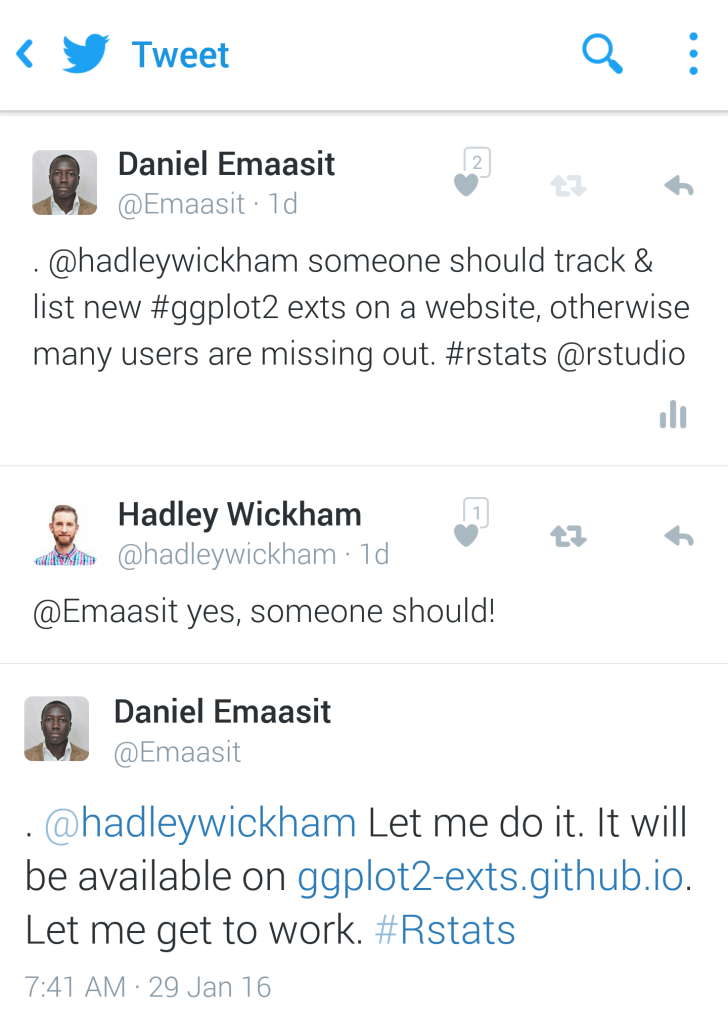 Tweet
Daniel Emaasit
2
@Emaasit · 1d
. @hadleywickham someone should track &
list new #ggplot2 exts on a website, otherwise
many users are missing out. #rstats @rstudio
Hadley Wickham
1
@hadleywickham · 1d
@Emaasit yes, someone should!
Daniel Emaasit
@Emaasit
. @hadleywickham Let me do it. It will
be available on ggplot2-exts.github.io.
Let me get to work. #Rstats
7:41 AM · 29 Jan 16